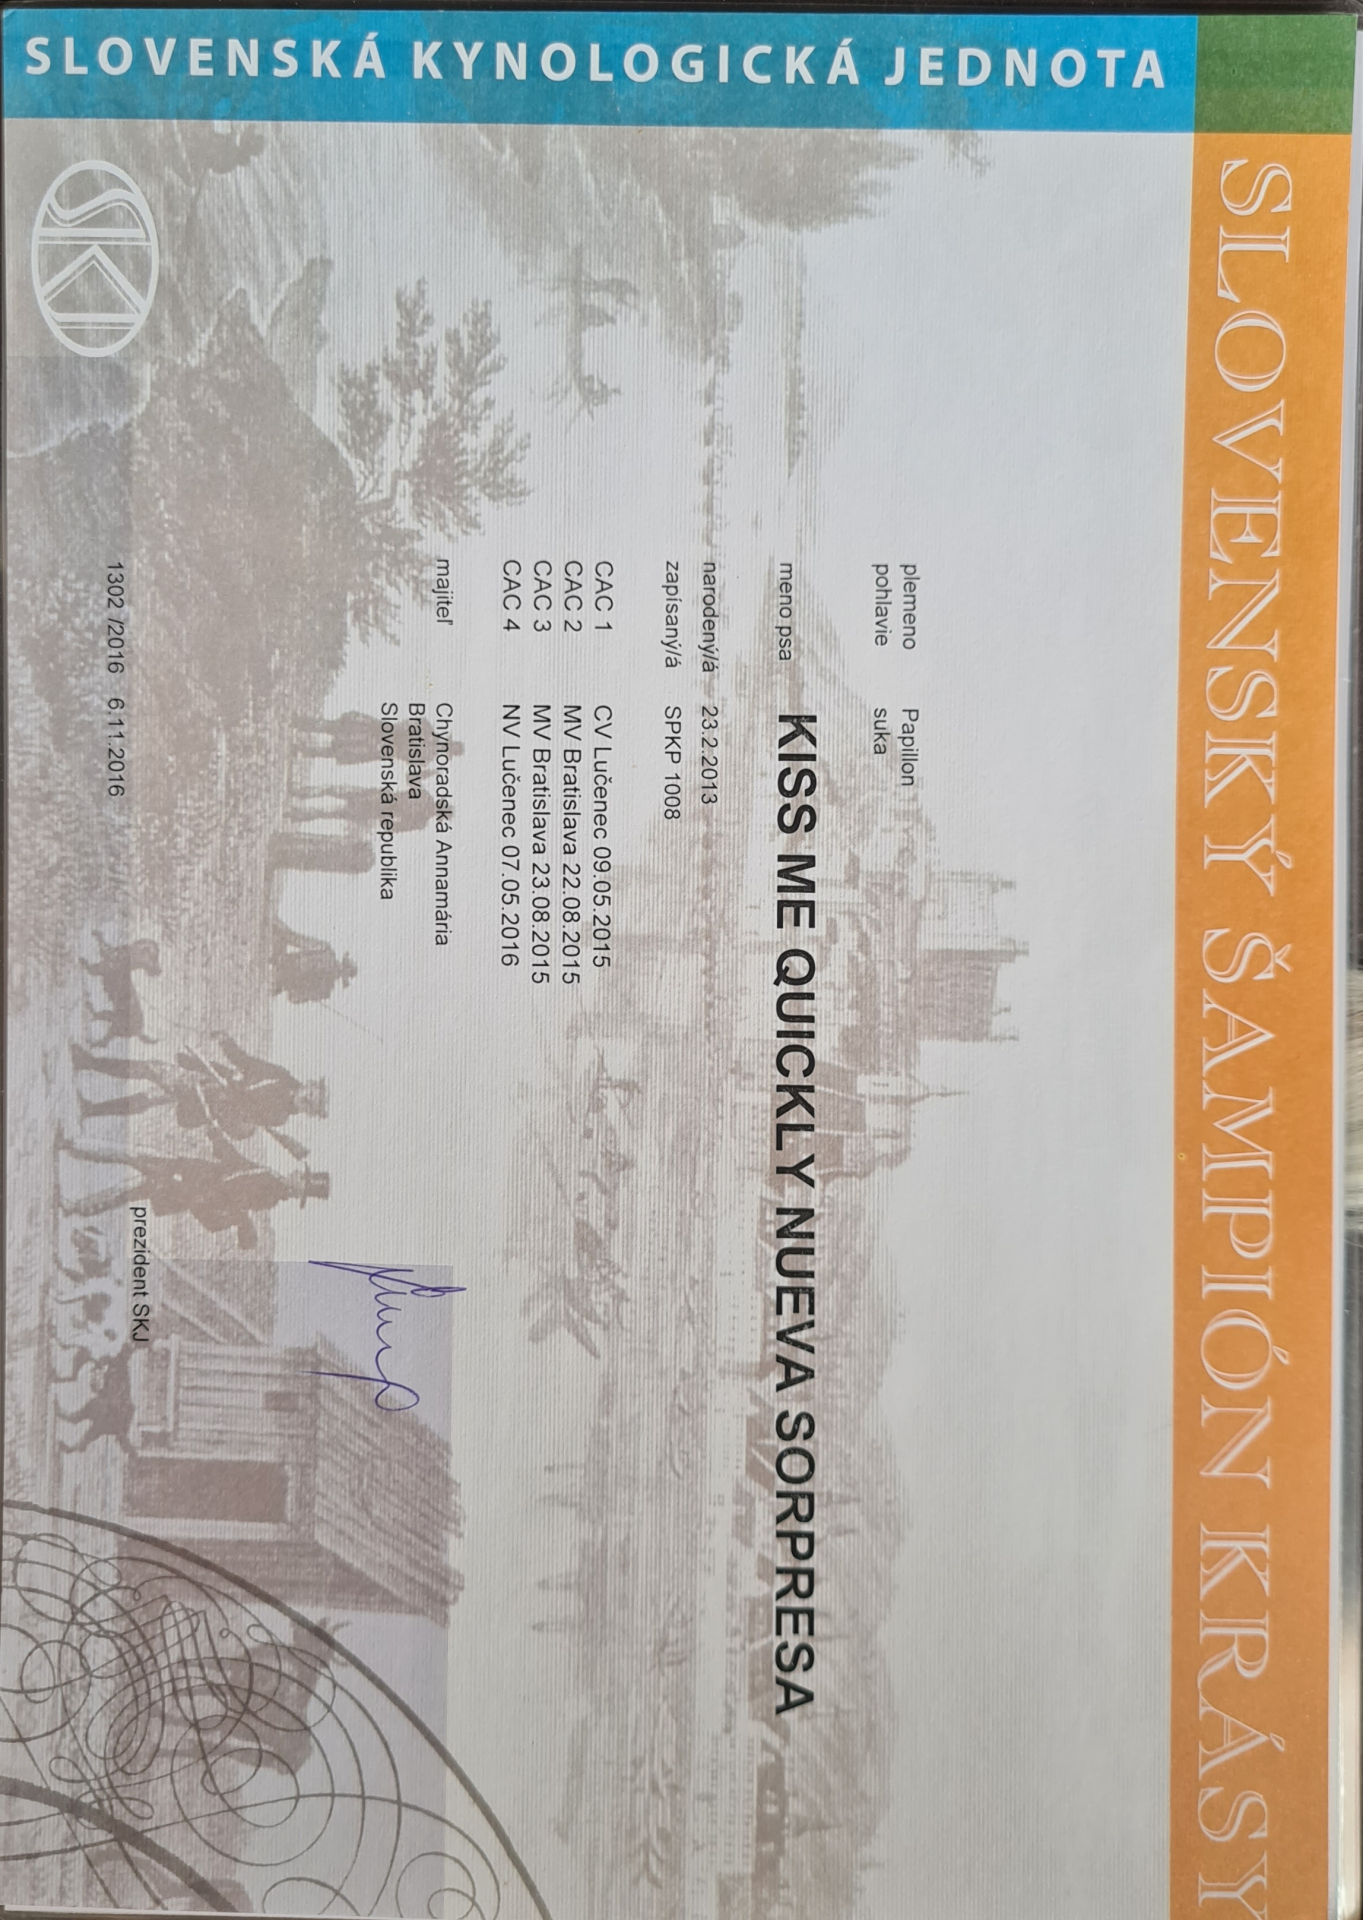 SLOVENSKÁ KYNOLOGICKÁ JEDNOTA
SLOVENSKÝ ŠAMPIÓN KRÁSY
SKJ
plemeno Papillon
pohlavie suka
meno psa KISS ME QUICKLY NUEVA SORPRESA
narodený/á 23.2.2013
zapísaný/á SPKP 1008
CAC 1 CV Lučenec 09.05.2015
CAC 2 MV Bratislava 22.08.2015
CAC 3 MV Bratislava 23.08.2015
CAC 4 NV Lučenec 07.05.2016
majiteľ Chynoradská Annamária
Bratislava
Slovenská republika
prezident SKJ
1302 /2016 6.11.2016